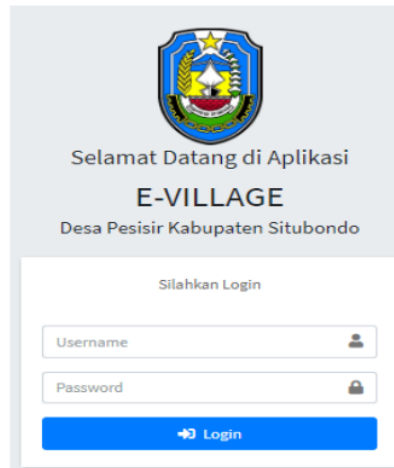 Selamat Datang di Aplikasi
E-VILLAGE
Desa Pesisir Kabupaten Situbondo
Silahkan Login
Username
Password
Login